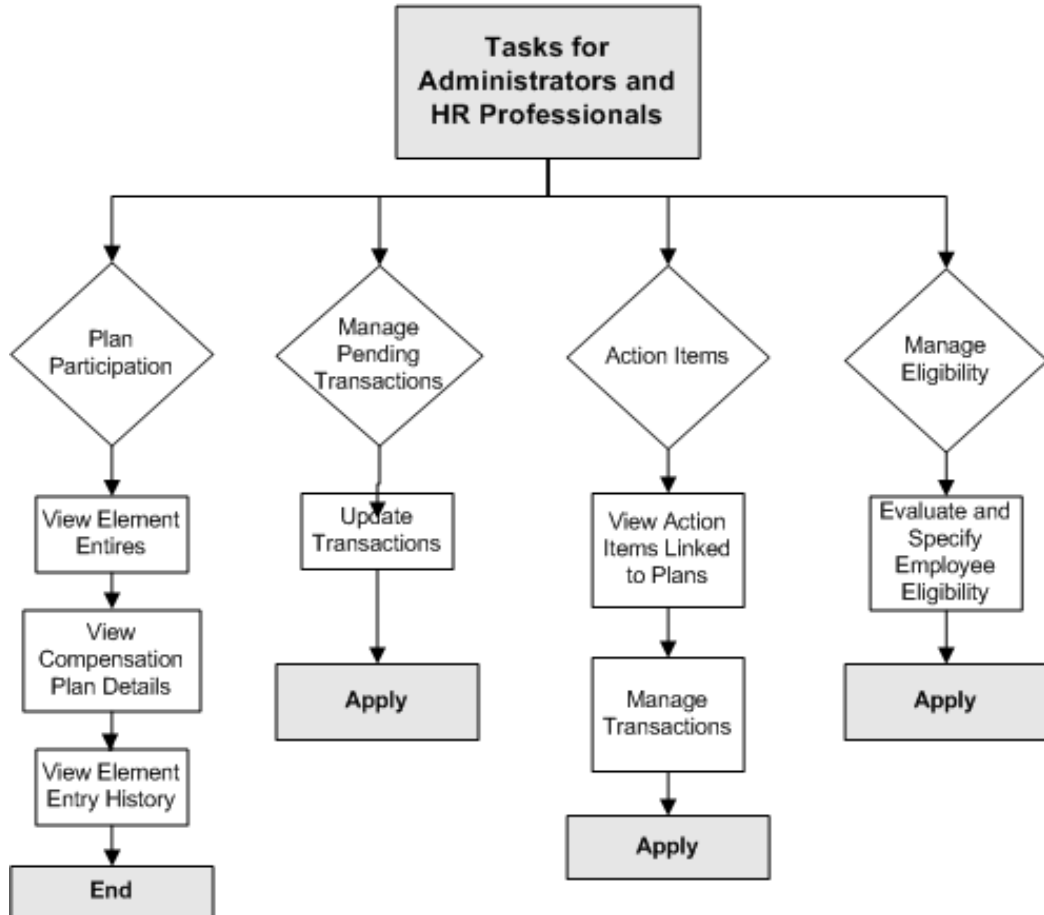 Tasks for
Administrators and
HR Professionals
Plan
Participation
Manage
Pending
Transactions
Action Items
Manage
Eligibility
View Element
Entires
Update
Transactions
View Action
Items Linked
to Plans
Evaluate and
Specify
Employee
Eligibility
View
Compensation
Plan Details
Apply
Manage
Transactions
Apply
View Element
Entry History
Apply
End